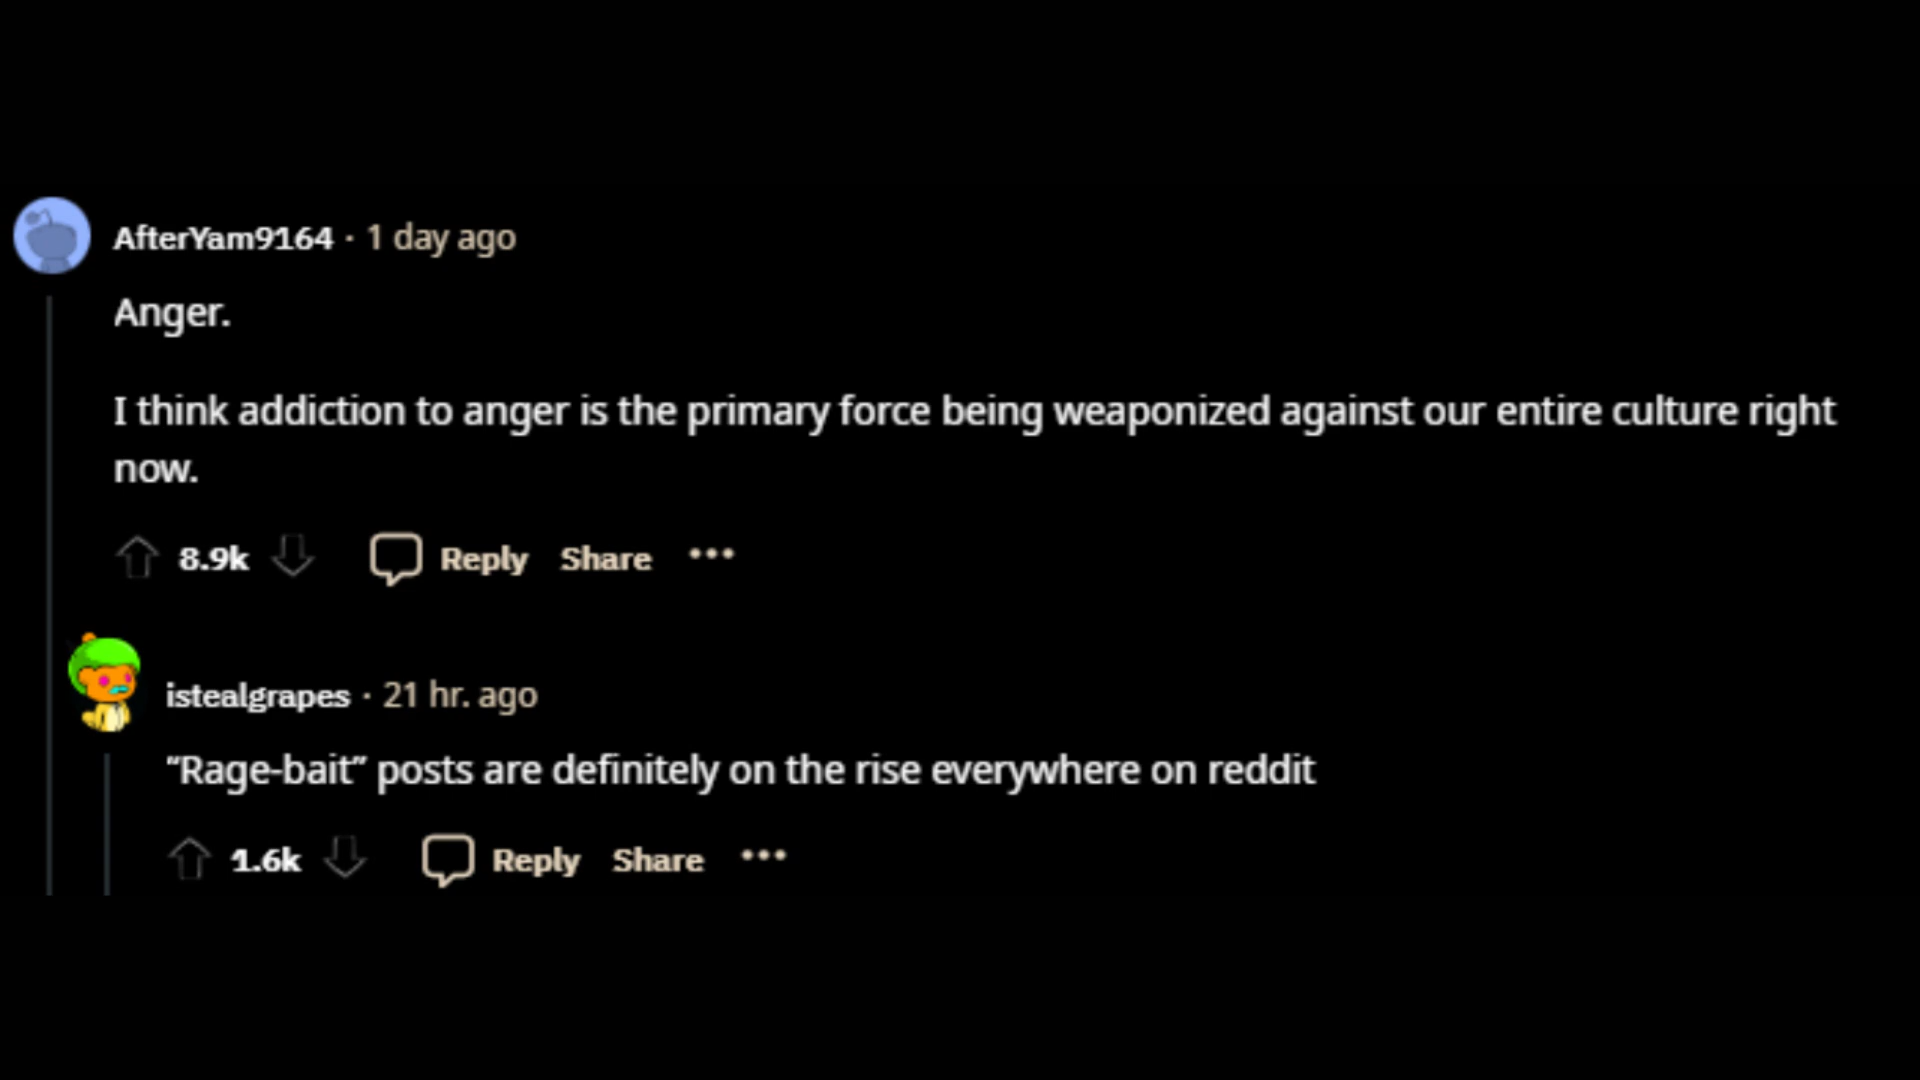 AfterYam9164 · 1 day ago
Anger.
I think addiction to anger is the primary force being weaponized against our entire culture right
now.
8.9k Reply Share •••
istealgrapes · 21 hr. ago
“Rage-bait” posts are definitely on the rise everywhere on reddit
1.6k Reply Share •••